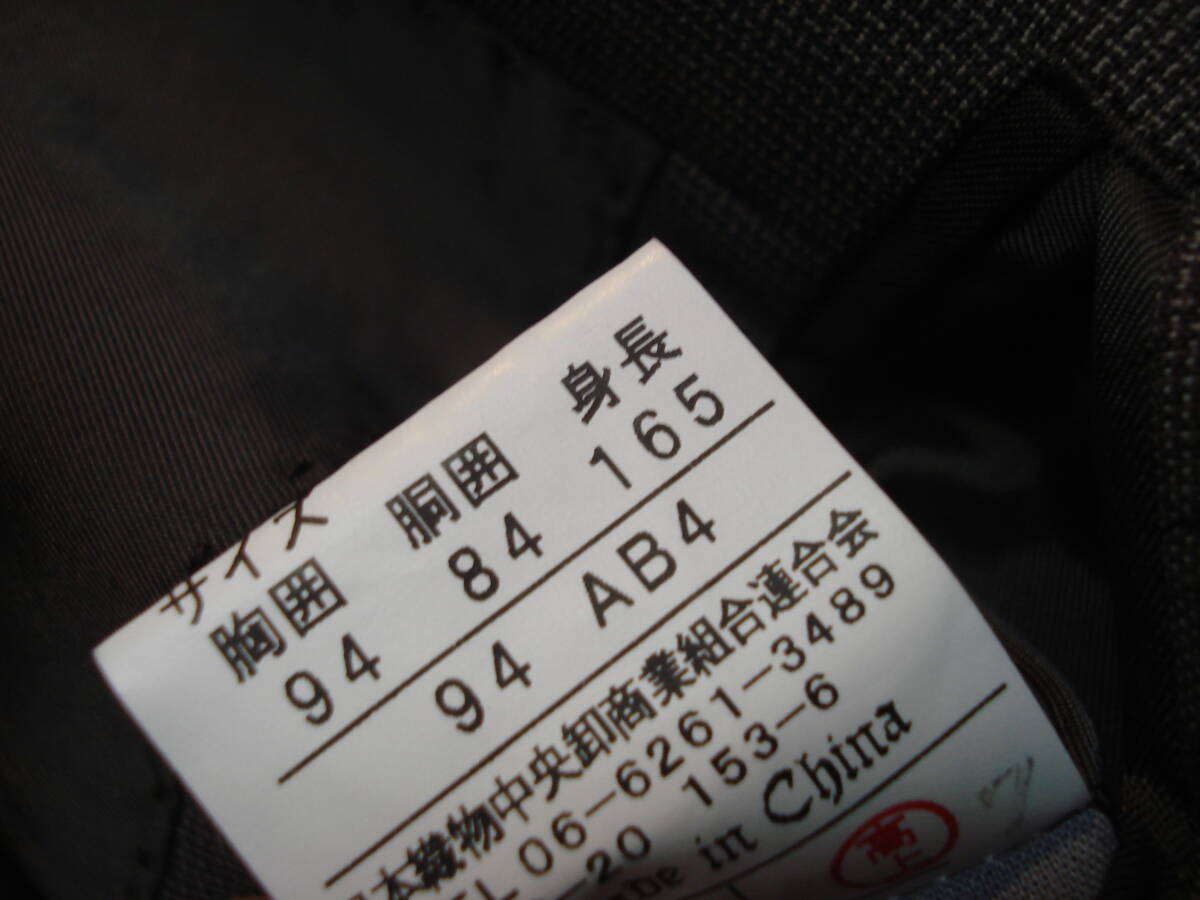 サイズ
胸囲 胴囲 身長
94 84 165
94 AB4
本織物中央卸商業組合連合会
06-6261-3489
20 153-6
in China